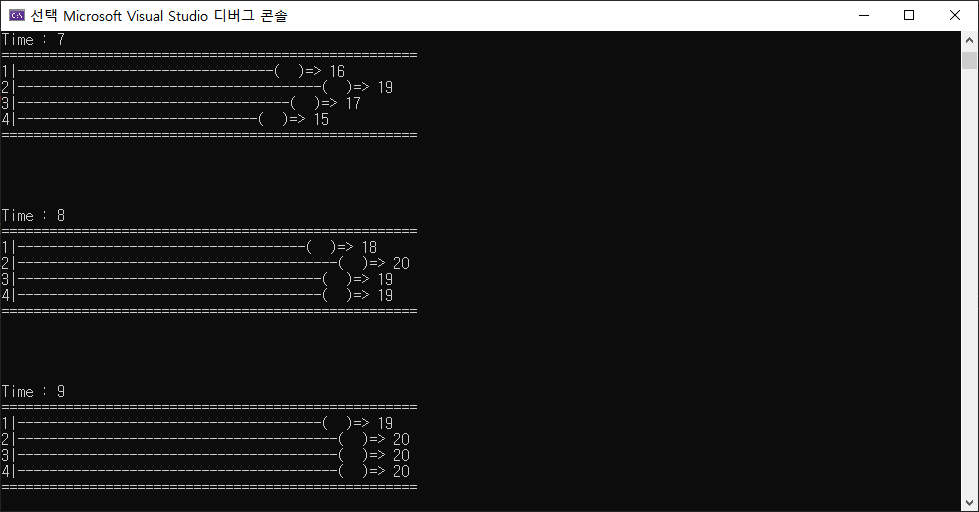 선택 Microsoft Visual Studio 디버그 콘솔
Time : 7
====================================================
1|--------------------------------(  )=> 16
2|--------------------------------------(  )=> 19
3|----------------------------------(  )=> 17
4|------------------------------(  )=> 15
====================================================
Time : 8
====================================================
1|------------------------------------(  )=> 18
2|----------------------------------------(  )=> 20
3|--------------------------------------(  )=> 19
4|--------------------------------------(  )=> 19
====================================================
Time : 9
====================================================
1|--------------------------------------(  )=> 19
2|----------------------------------------(  )=> 20
3|----------------------------------------(  )=> 20
4|----------------------------------------(  )=> 20
====================================================